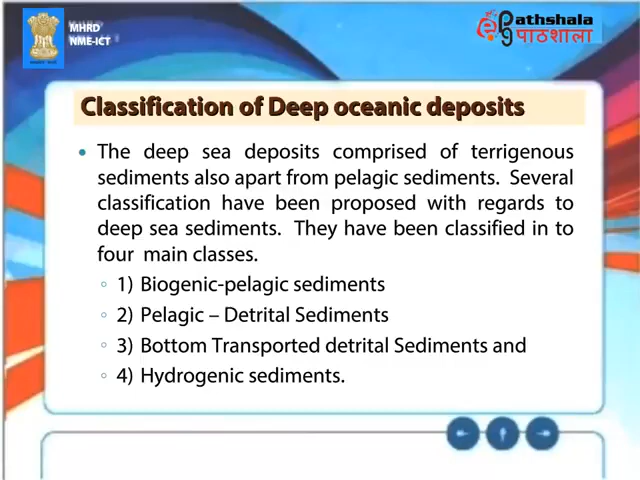 MHRD
NME-ICT
Pathshala
पाठशाला
Classification of Deep oceanic deposits
• The deep sea deposits comprised of terrigenous
sediments also apart from pelagic sediments. Several
classification have been proposed with regards to
deep sea sediments. They have been classified in to
four main classes.
◦ 1) Biogenic-pelagic sediments
◦ 2) Pelagic – Detrital Sediments
◦ 3) Bottom Transported detrital Sediments and
◦ 4) Hydrogenic sediments.